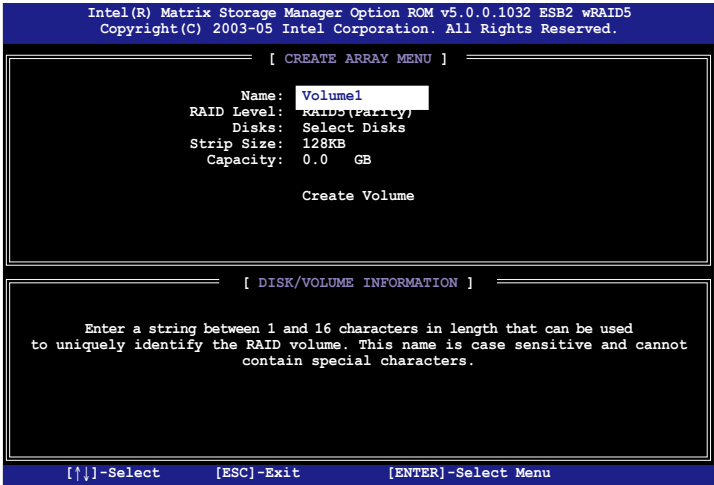 Intel(R) Matrix Storage Manager Option ROM v5.0.0.1032 ESB2 wRAID5
Copyright(C) 2003-05 Intel Corporation. All Rights Reserved.
[ CREATE ARRAY MENU ]
Name: Volume1
RAID Level: RAID5(Parity)
Disks: Select Disks
Strip Size: 128KB
Capacity: 0.0 GB
Create Volume
[ DISK/VOLUME INFORMATION ]
Enter a string between 1 and 16 characters in length that can be used
to uniquely identify the RAID volume. This name is case sensitive and cannot
contain special characters.
[↑↓]-Select [ESC]-Exit [ENTER]-Select Menu